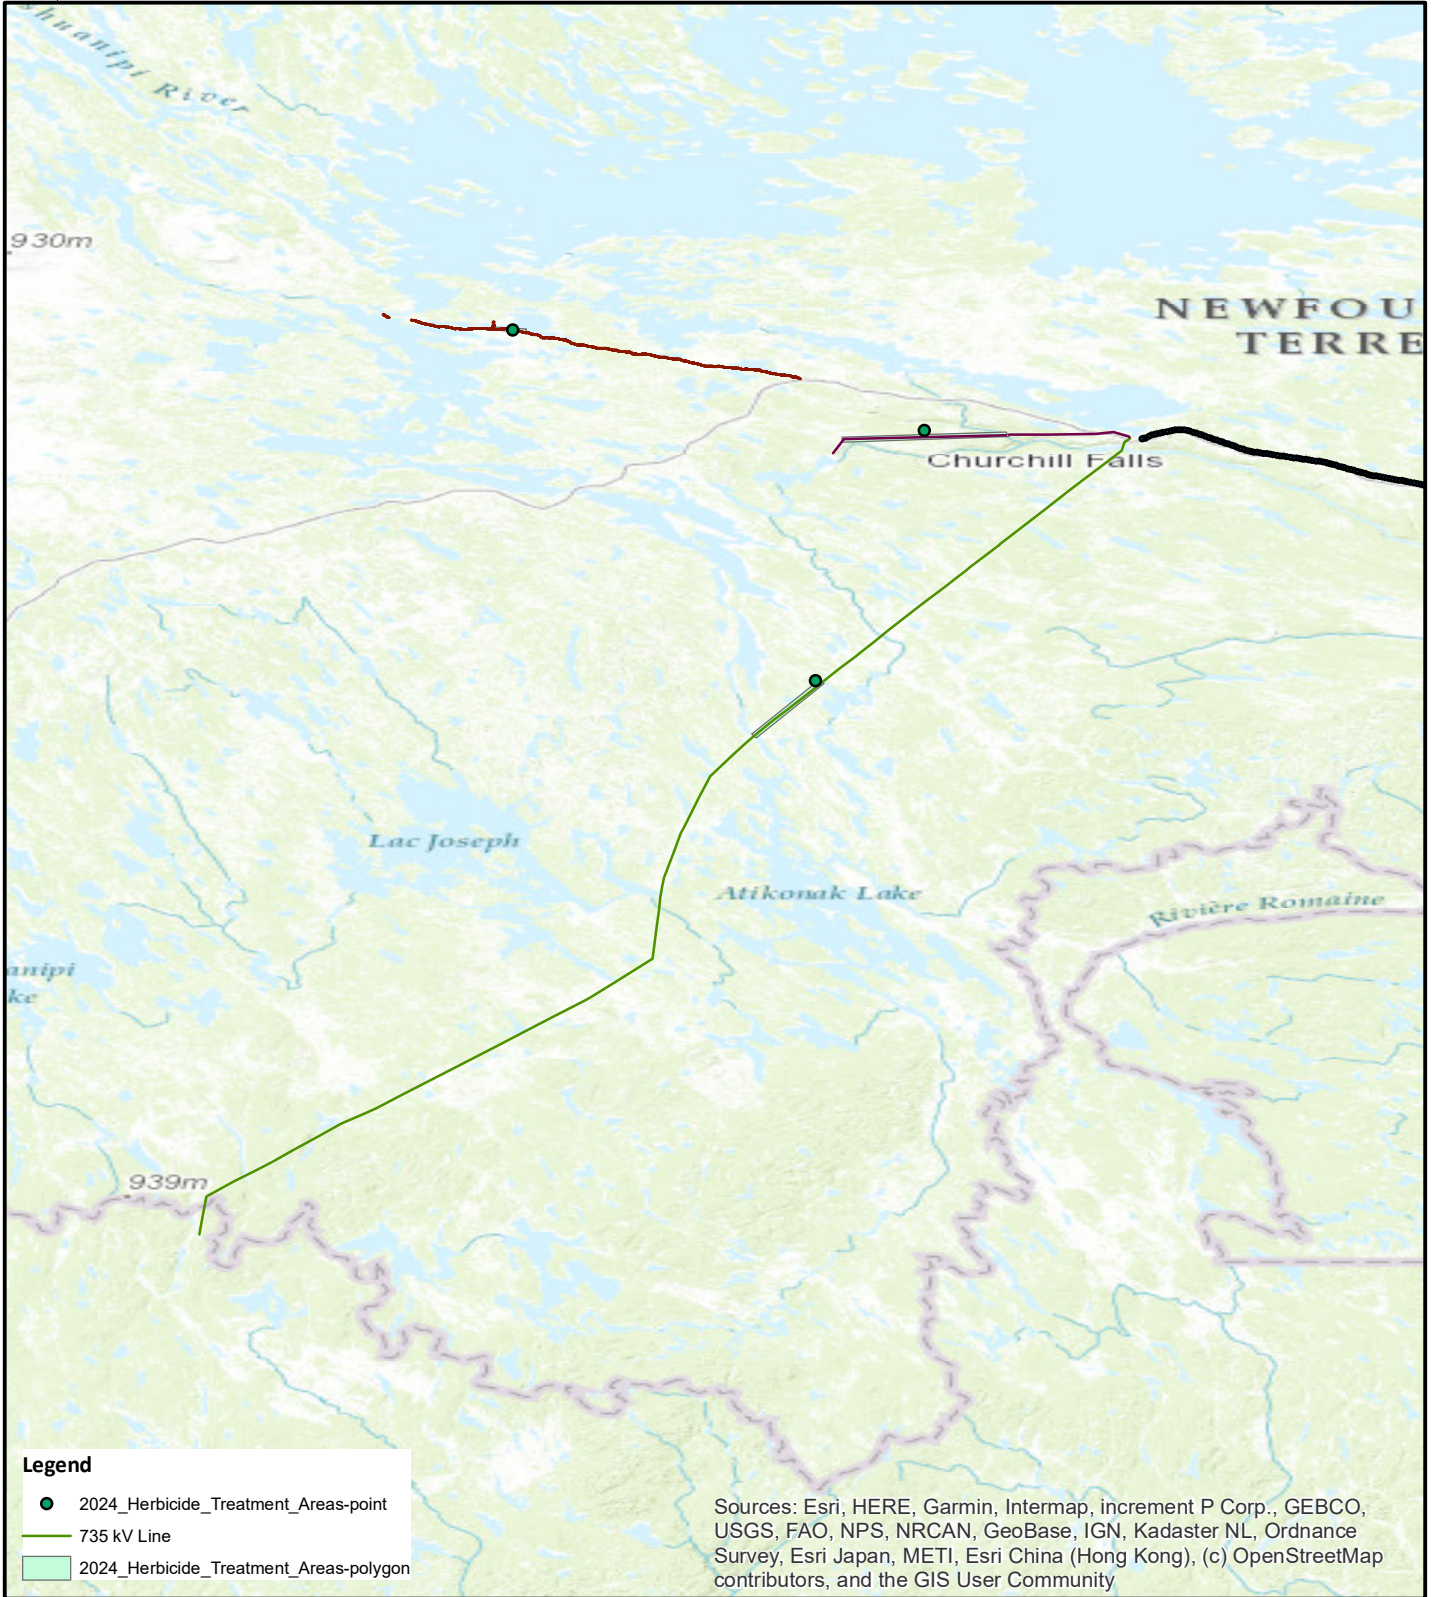 shuanipi River
930m
NEWFOU
TERRE
Churchill Falls
Lac Joseph
Atikonak Lake
Rivière Romaine
anipi
ke
939m
Legend
2024_Herbicide_Treatment_Areas-point
735 kV Line
2024_Herbicide_Treatment_Areas-polygon
Sources: Esri, HERE, Garmin, Intermap, increment P Corp., GEBCO,
USGS, FAO, NPS, NRCAN, GeoBase, IGN, Kadaster NL, Ordnance
Survey, Esri Japan, METI, Esri China (Hong Kong), (c) OpenStreetMap
contributors, and the GIS User Community